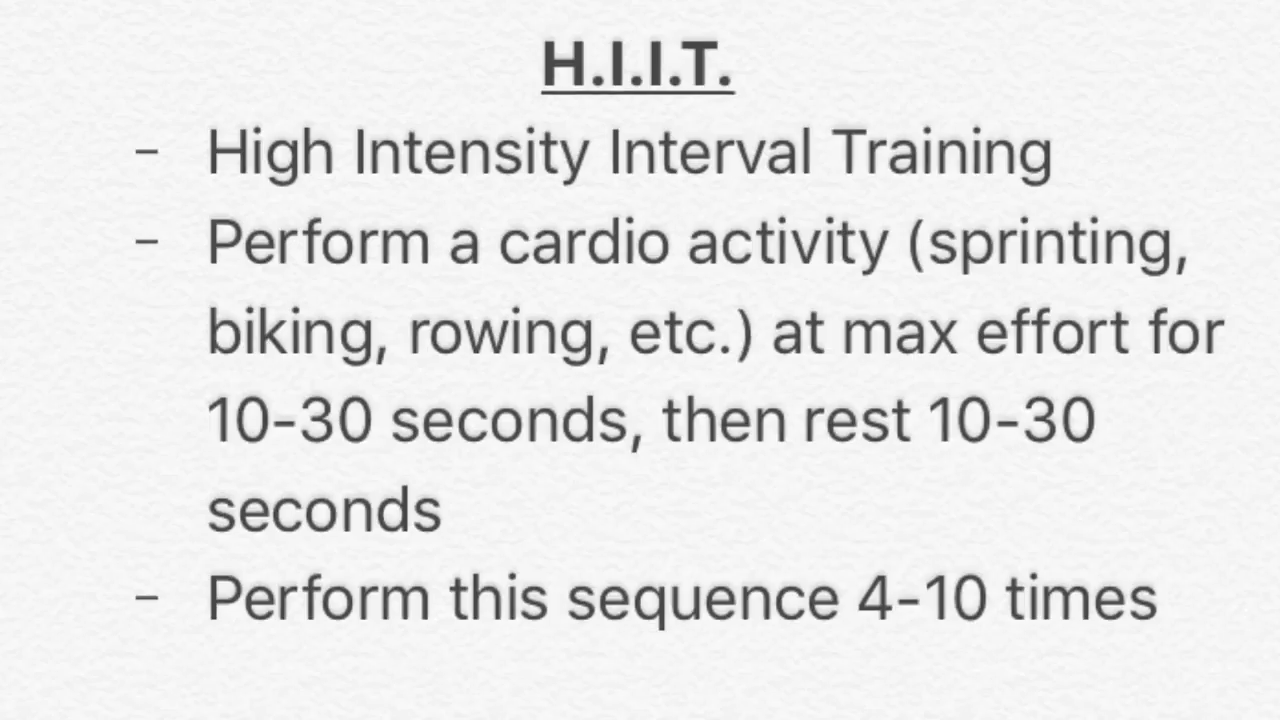 H.I.I.T.
- High Intensity Interval Training
- Perform a cardio activity (sprinting,
biking, rowing, etc.) at max effort for
10-30 seconds, then rest 10-30
seconds
- Perform this sequence 4-10 times